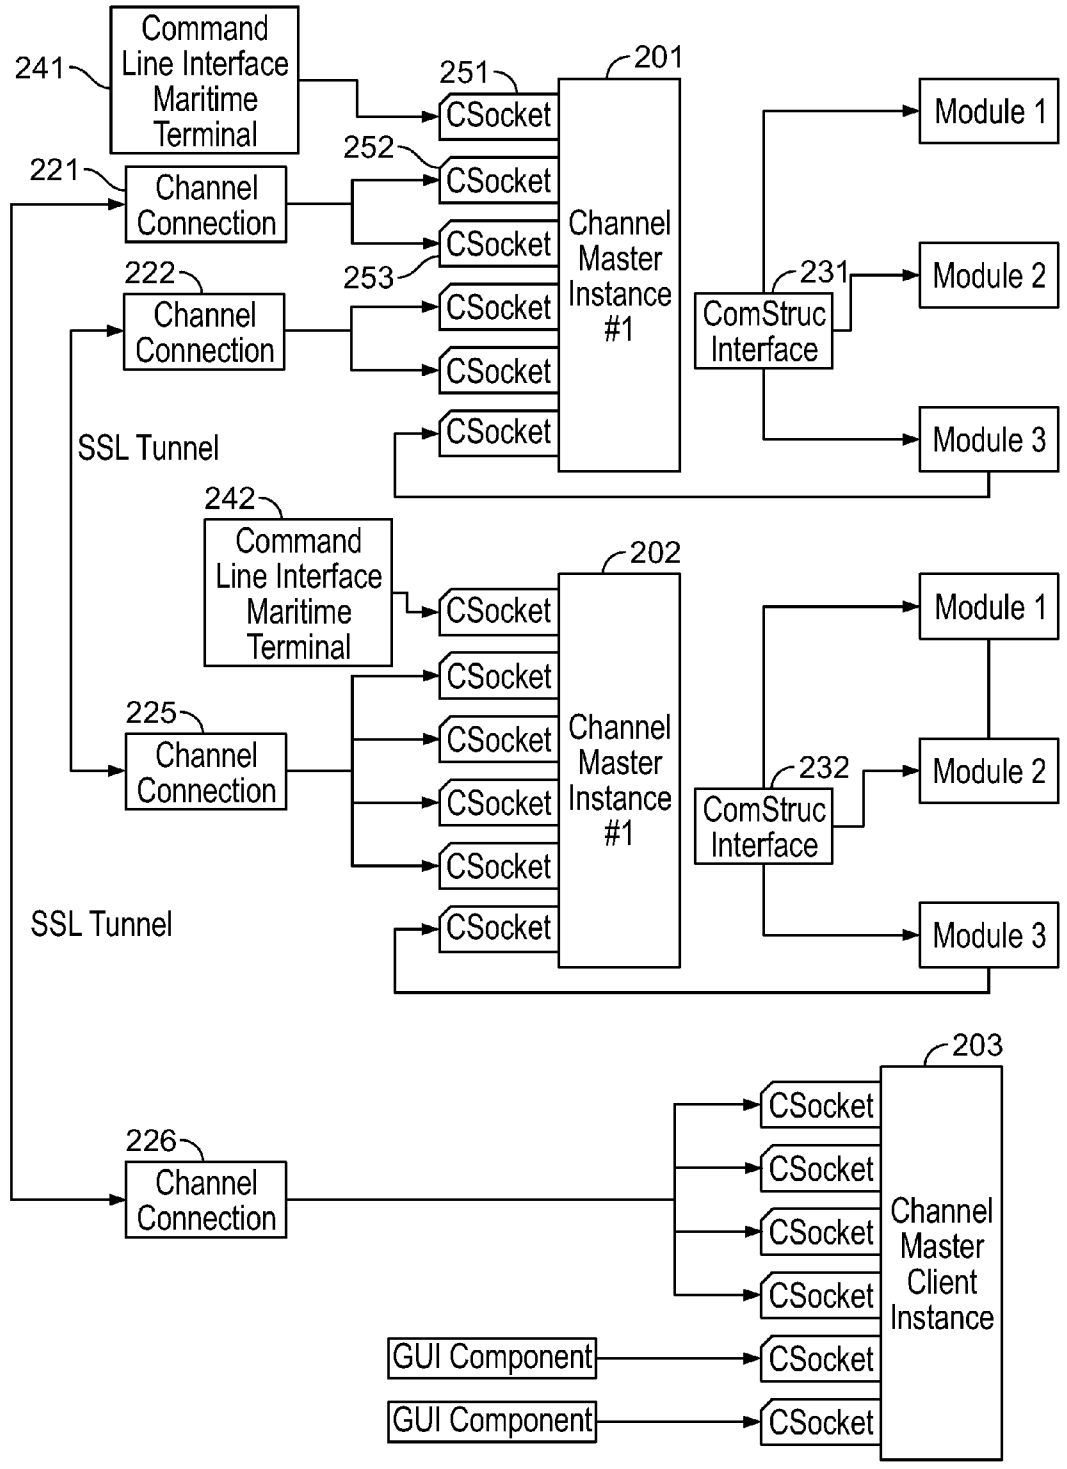 Command
Line Interface
Maritime
Terminal
241
251
CSocket
201
Module 1
252
CSocket
221
Channel
Connection
CSocket
253
Channel
Master
Instance
#1
222
Channel
Connection
CSocket
CSocket
CSocket
231
ComStruc
Interface
Module 2
Module 3
SSL Tunnel
242
Command
Line Interface
Maritime
Terminal
202
CSocket
CSocket
CSocket
CSocket
CSocket
CSocket
Channel
Master
Instance
#1
225
Channel
Connection
Module 1
232
ComStruc
Interface
Module 2
Module 3
SSL Tunnel
203
CSocket
CSocket
CSocket
CSocket
CSocket
CSocket
Channel
Master
Client
Instance
226
Channel
Connection
GUI Component
GUI Component